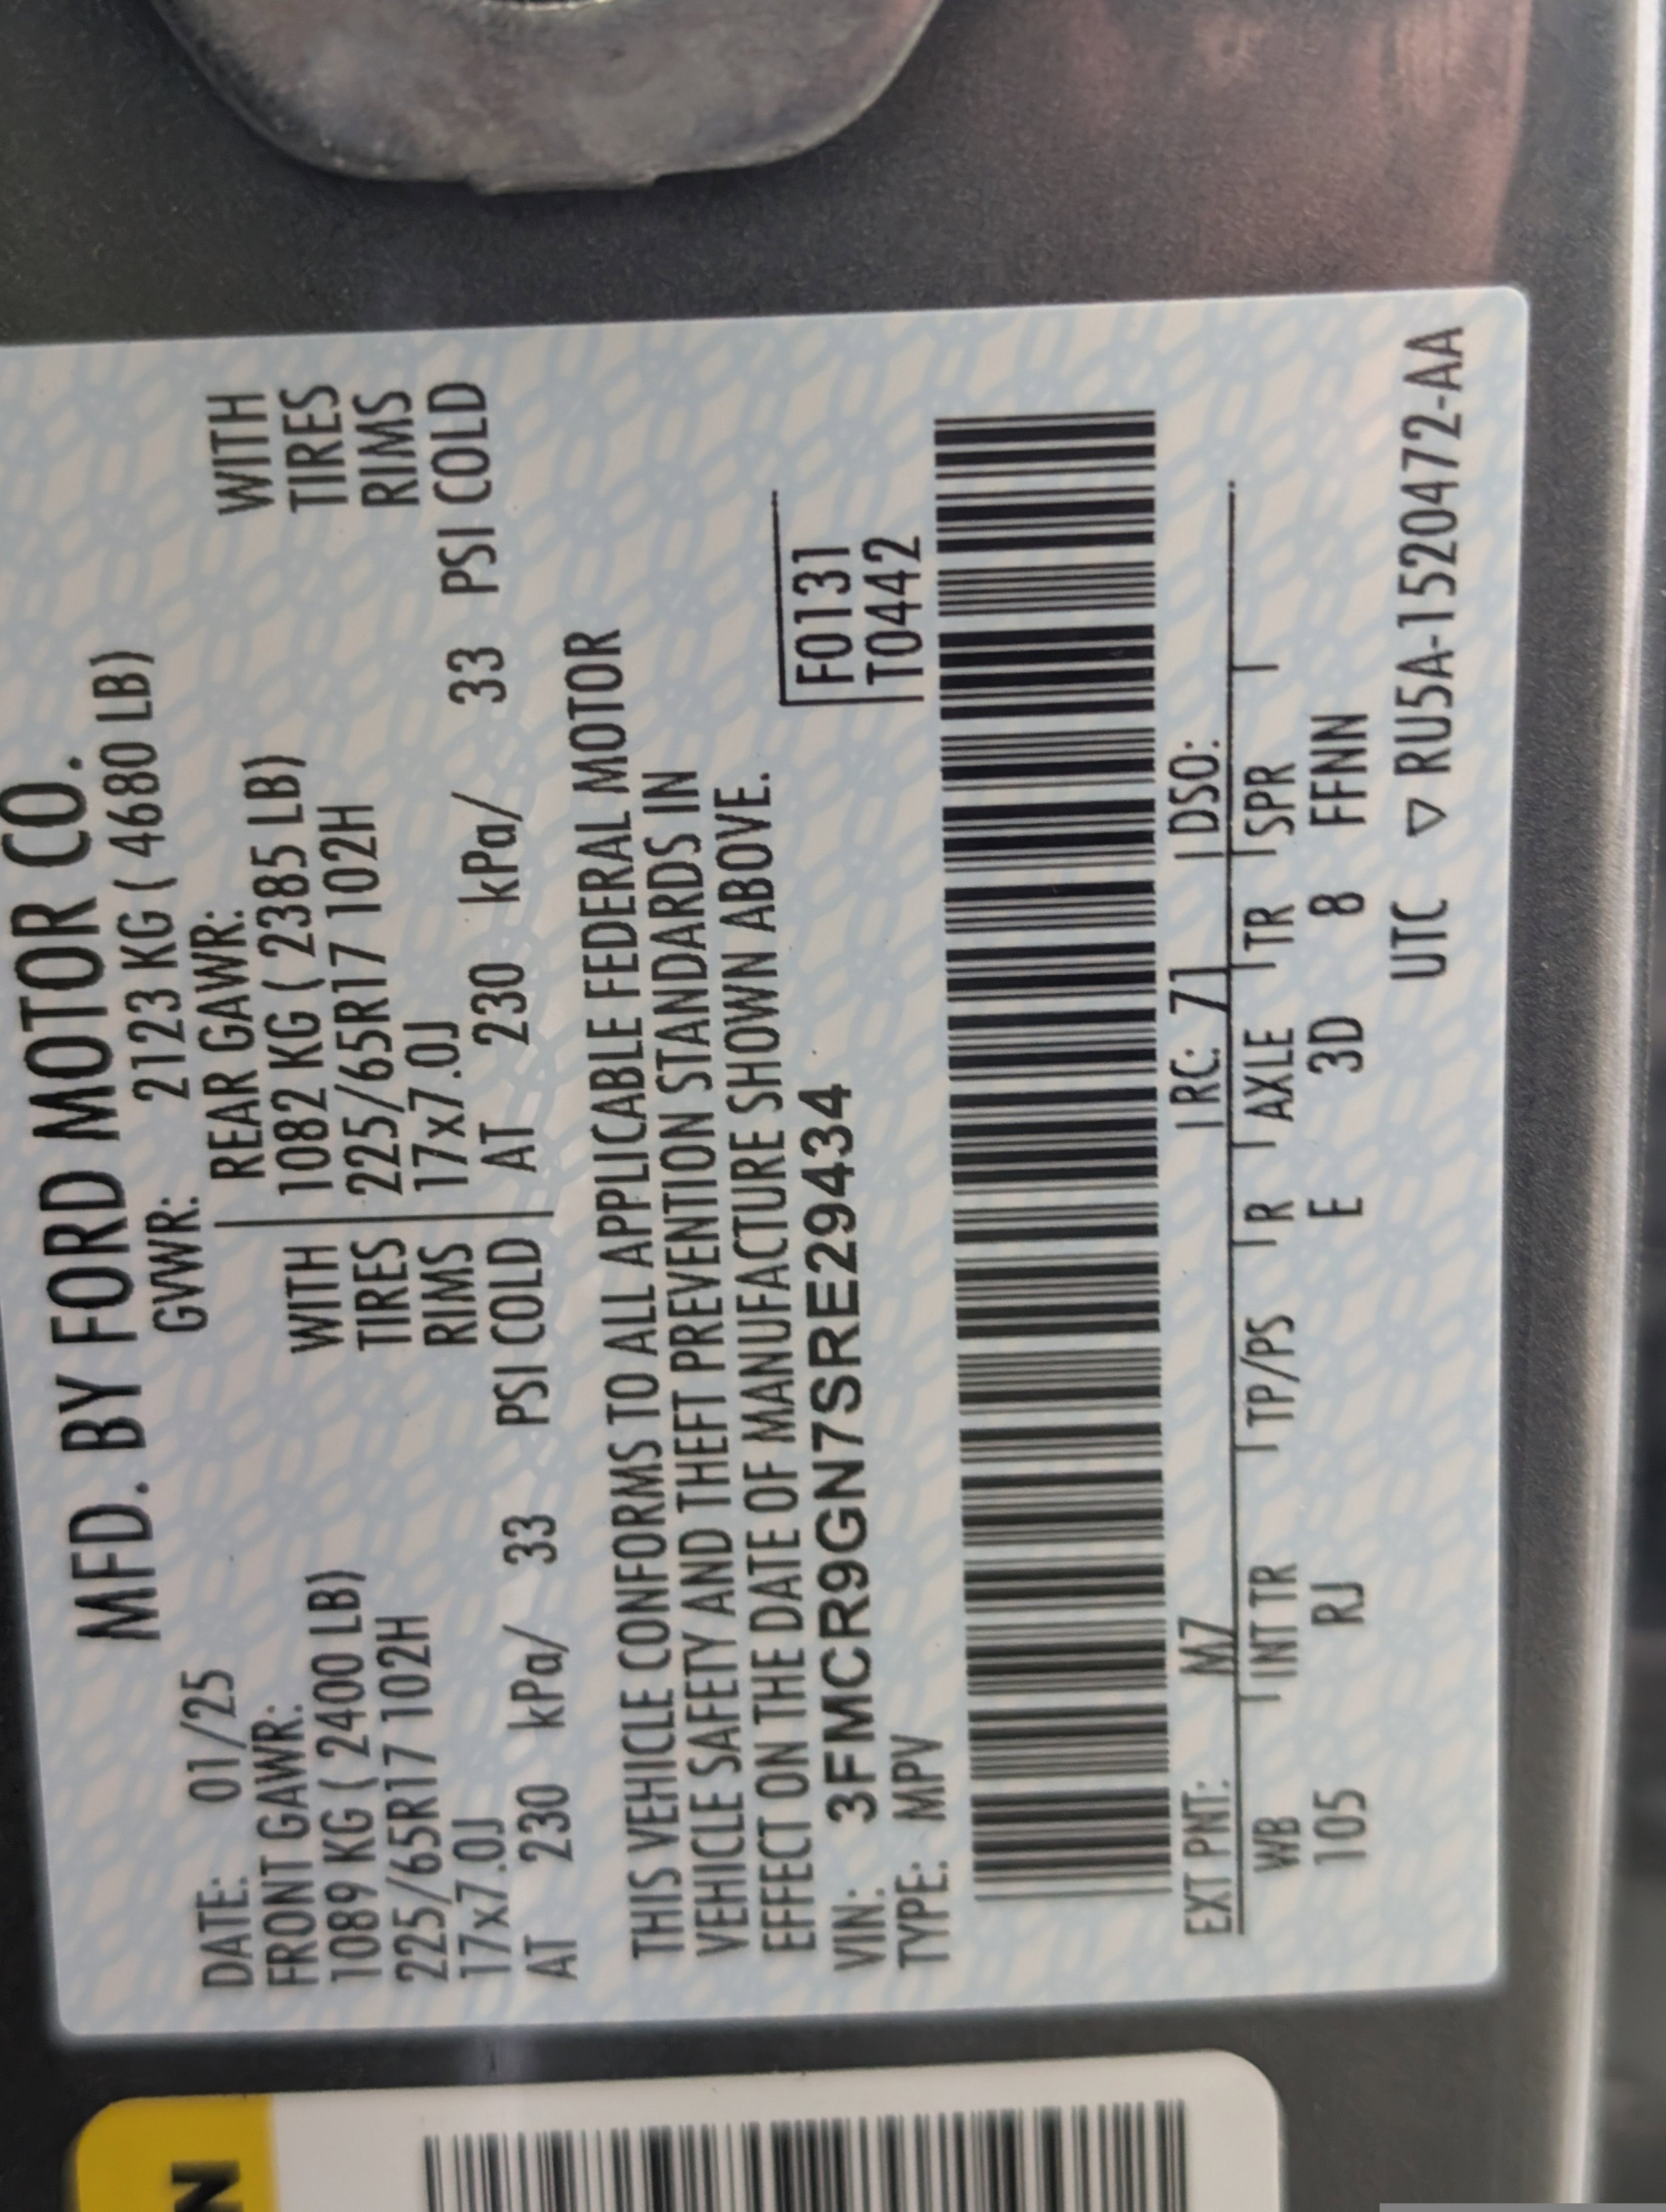 MFD. BY FORD MOTOR CO.
DATE: 01/25 GVWR: 2123 KG ( 4680 LB)
FRONT GAWR: REAR GAWR:
1089 KG ( 2400 LB) WITH 1082 KG ( 2385 LB) WITH
225/65R17 102H TIRES 225/65R17 102H TIRES
17x7.0J RIMS 17x7.0J RIMS
AT 230 kPa/ 33 PSI COLD AT 230 kPa/ 33 PSI COLD
THIS VEHICLE CONFORMS TO ALL APPLICABLE FEDERAL MOTOR
VEHICLE SAFETY AND THEFT PREVENTION STANDARDS IN
EFFECT ON THE DATE OF MANUFACTURE SHOWN ABOVE.
VIN: 3FMCR9GN7SRE29434 F0131
TYPE: MPV T0442
EXT PNT: M7 RC: 71 DSO:
WB INT TR TP/PS R AXLE TR SPR
105 RJ E 3D 8 FFNN
UTC ▽ RU5A-1520472-AA
N